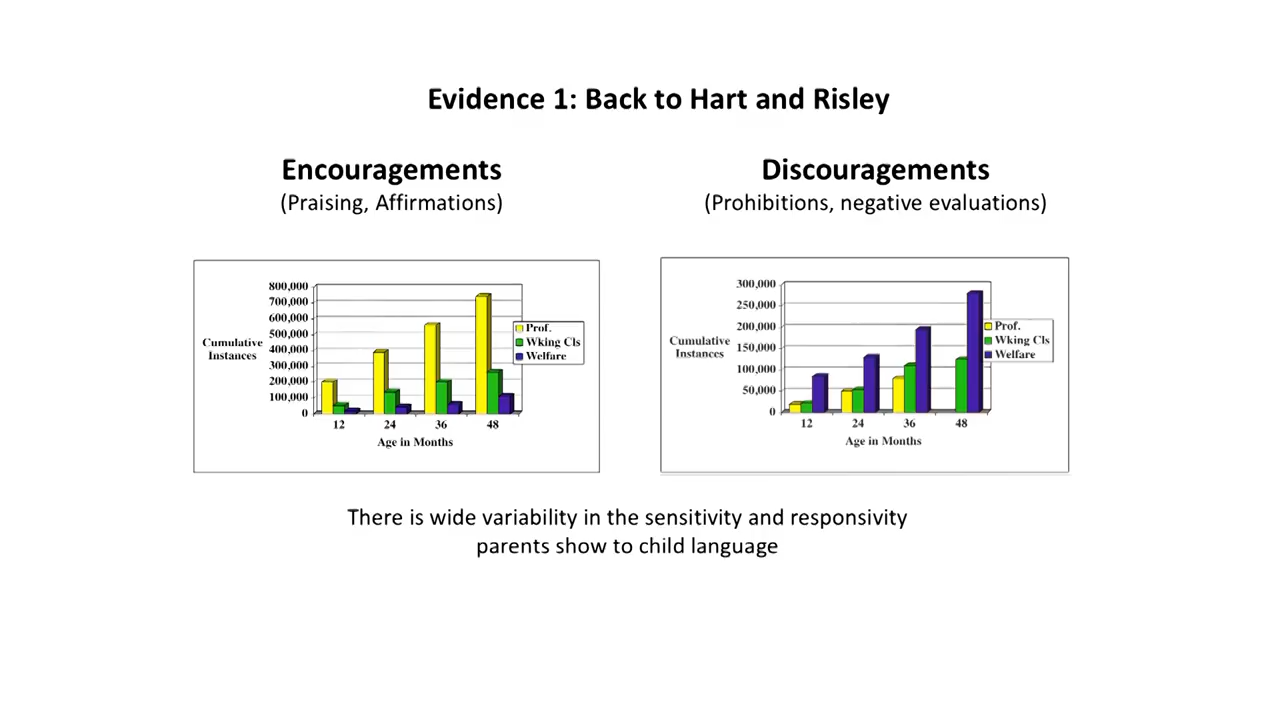 Evidence 1: Back to Hart and Risley
Encouragements
(Praising, Affirmations)
800,000
700,000
600,000
500,000
400,000
300,000
200,000
100,000
0
Cumulative
Instances
12 24 36 48
Age in Months
Prof.
Wking Cls
Welfare
Discouragements
(Prohibitions, negative evaluations)
300,000
250,000
200,000
150,000
100,000
50,000
0
Cumulative
Instances
12 24 36 48
Age in Months
Prof.
Wking Cls
Welfare
There is wide variability in the sensitivity and responsivity
parents show to child language